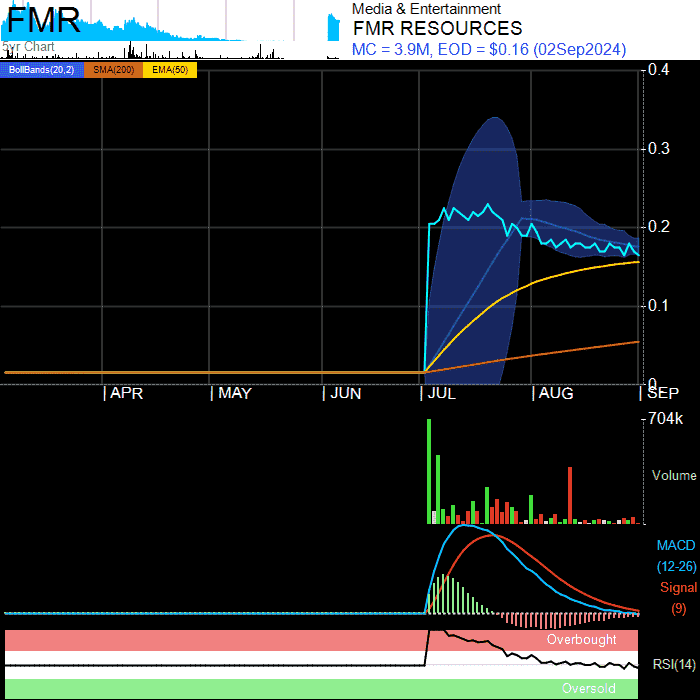 FMR
5yr Chart
Media & Entertainment
FMR RESOURCES
MC = 3.9M, EOD = $0.16 (02Sep2024)
BollBands(20,2) SMA(200) EMA(50)
0.4
0.3
0.2
0.1
0
APR MAY JUN JUL AUG SEP
704k
Volume
MACD
(12-26)
Signal
(9)
Overbought
RSI(14)
Oversold